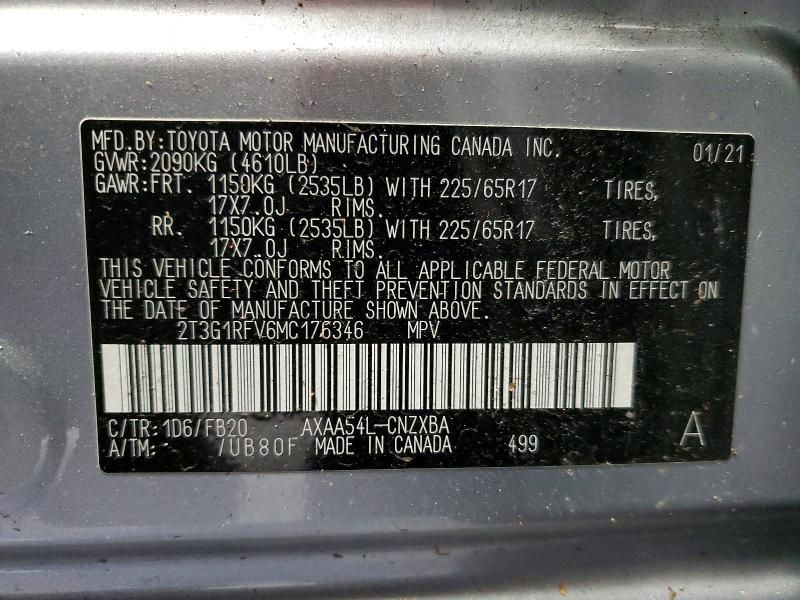 MFD.BY:TOYOTA MOTOR MANUFACTURING CANADA INC. 01/21
GVWR:2090KG (4610LB)
GAWR:FRT. 1150KG (2535LB) WITH 225/65R17 TIRES,
17X7.0J RIMS.
RR. 1150KG (2535LB) WITH 225/65R17 TIRES,
17X7.0J RIMS.
THIS VEHICLE CONFORMS TO ALL APPLICABLE FEDERAL MOTOR
VEHICLE SAFETY AND THEFT PREVENTION STANDARDS IN EFFECT ON
THE DATE OF MANUFACTURE SHOWN ABOVE.
2T3G1RFV6MC176346 MPV
C/TR:1D6/FB20 AXAA54L-CNZXBA
A/TM: /UB80F MADE IN CANADA 499 A